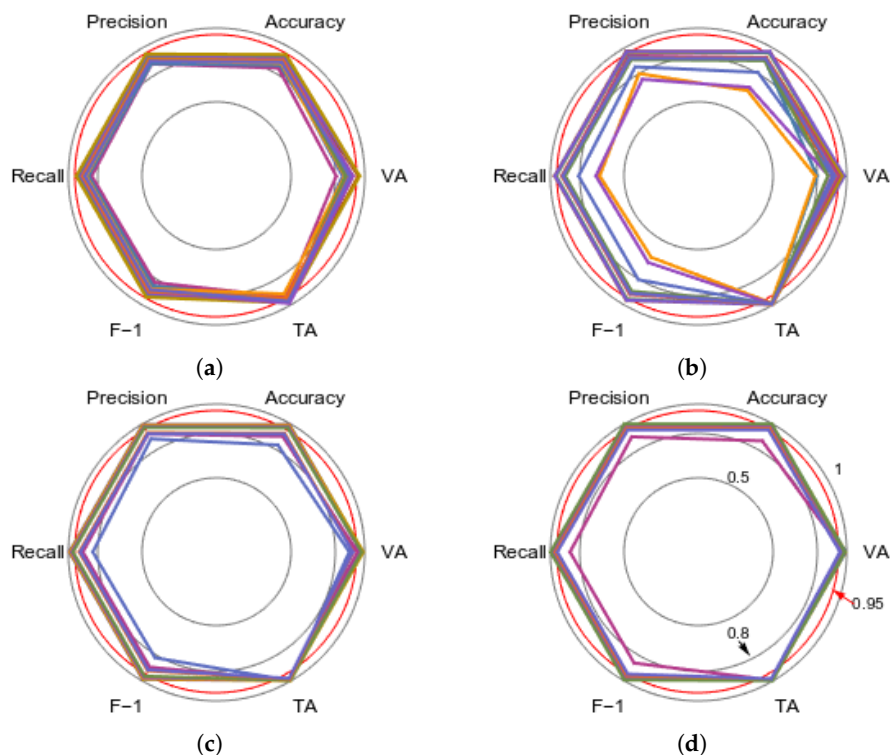 Precision Accuracy Precision Accuracy
Recall VA Recall VA
F−1 TA F−1 TA
(a) (b)
Precision Accuracy Precision Accuracy
1
0.5
Recall VA Recall VA
0.95
0.8
F−1 TA F−1 TA
(c) (d)